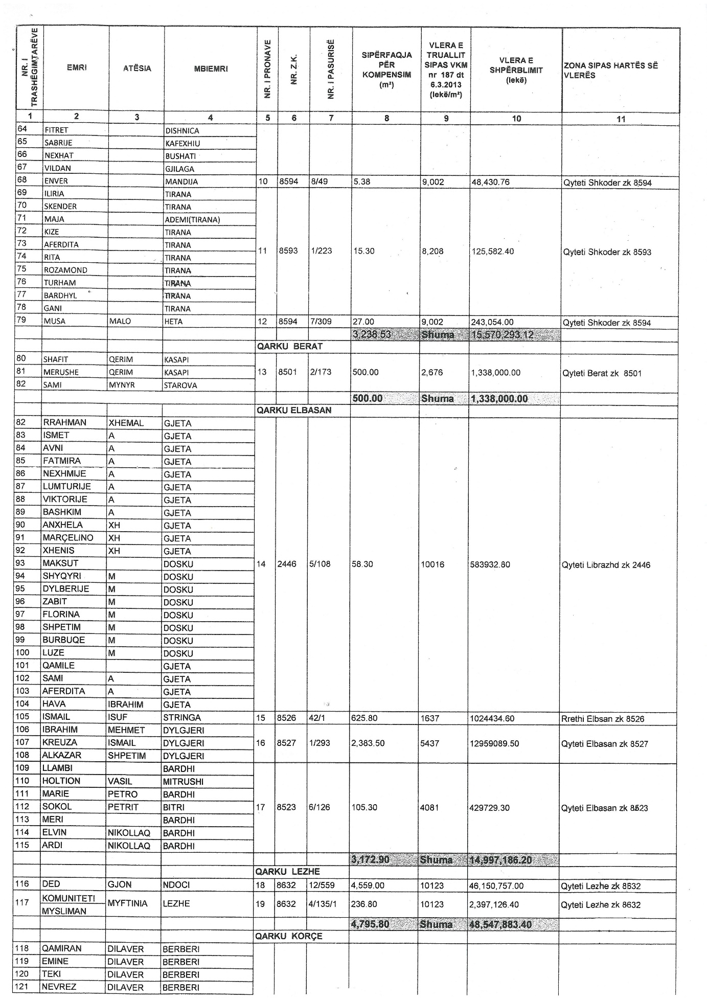 NR. I TRASHËGIMTARËVE EMRI ATËSIA MBIEMRI NR. I PRONAVE NR. Z.K. NR. I PASURISË SIPËRFAQJA PËR KOMPENSIM (m²) VLERA E TRUALLIT SIPAS VKM nr 187 dt 6.3.2013 (lekë/m²) VLERA E SHPËRBLIMIT (lekë) ZONA SIPAS HARTËS SË VLERËS
1 2 3 4 5 6 7 8 9 10 11
64 FITRET DISHNICA
65 SABRIJE KAFEXHIU
66 NEXHAT BUSHATI
67 VILDAN GJILAGA
68 ENVER MANDIJA 10 8594 8/49 5.38 9,002 48,430.76 Qyteti Shkoder zk 8594
69 ILIRIA TIRANA
70 SKENDER TIRANA
71 MAJA ADEMI(TIRANA)
72 KIZE TIRANA
73 AFERDITA TIRANA
11 8593 1/223 15.30 8,208 125,582.40 Qyteti Shkoder zk 8593
74 RITA TIRANA
75 ROZAMOND TIRANA
76 TURHAM TIRANA
77 BARDHYL TIRANA
78 GANI TIRANA
79 MUSA MALO HETA 12 8594 7/309 27.00 9,002 243,054.00 Qyteti Shkoder zk 8594
3,238.53 Shuma 15,570,293.12
QARKU BERAT
80 SHAFIT QERIM KASAPI
81 MERUSHE QERIM KASAPI 13 8501 2/173 500.00 2,676 1,338,000.00 Qyteti Berat zk 8501
82 SAMI MYNYR STAROVA
500.00 Shuma 1,338,000.00
QARKU ELBASAN
82 RRAHMAN XHEMAL GJETA
83 ISMET A GJETA
84 AVNI A GJETA
85 FATMIRA A GJETA
86 NEXHMIJE A GJETA
87 LUMTURIJE A GJETA
88 VIKTORIJE A GJETA
89 BASHKIM A GJETA
90 ANXHELA XH GJETA
91 MARÇELINO XH GJETA
92 XHENIS XH GJETA
93 MAKSUT DOSKU 14 2446 5/108 58.30 10016 583932.80 Qyteti Librazhd zk 2446
94 SHYQYRI M DOSKU
95 DYLBERIJE M DOSKU
96 ZABIT M DOSKU
97 FLORINA M DOSKU
98 SHPETIM M DOSKU
99 BURBUQE M DOSKU
100 LUZE M DOSKU
101 QAMILE GJETA
102 SAMI A GJETA
103 AFERDITA A GJETA
104 HAVA IBRAHIM GJETA
105 ISMAIL ISUF STRINGA 15 8526 42/1 625.80 1637 1024434.60 Rrethi Elbsan zk 8526
106 IBRAHIM MEHMET DYLGJERI
107 KREUZA ISMAIL DYLGJERI 16 8527 1/293 2,383.50 5437 12959089.50 Qyteti Elbasan zk 8527
108 ALKAZAR SHPETIM DYLGJERI
109 LLAMBI BARDHI
110 HOLTION VASIL MITRUSHI
111 MARIE PETRO BARDHI
112 SOKOL PETRIT BITRI 17 8523 6/126 105.30 4081 429729.30 Qyteti Elbasan zk 8523
113 MERI BARDHI
114 ELVIN NIKOLLAQ BARDHI
115 ARDI NIKOLLAQ BARDHI
3,172.90 Shuma 14,997,186.20
QARKU LEZHE
116 DED GJON NDOCI 18 8632 12/559 4,559.00 10123 46,150,757.00 Qyteti Lezhe zk 8632
117 KOMUNITETI MYSLIMAN MYFTINIA LEZHE 19 8632 4/135/1 236.80 10123 2,397,126.40 Qyteti Lezhe zk 8632
4,795.80 Shuma 48,547,883.40
QARKU KORÇE
118 QAMIRAN DILAVER BERBERI
119 EMINE DILAVER BERBERI
120 TEKI DILAVER BERBERI
121 NEVREZ DILAVER BERBERI